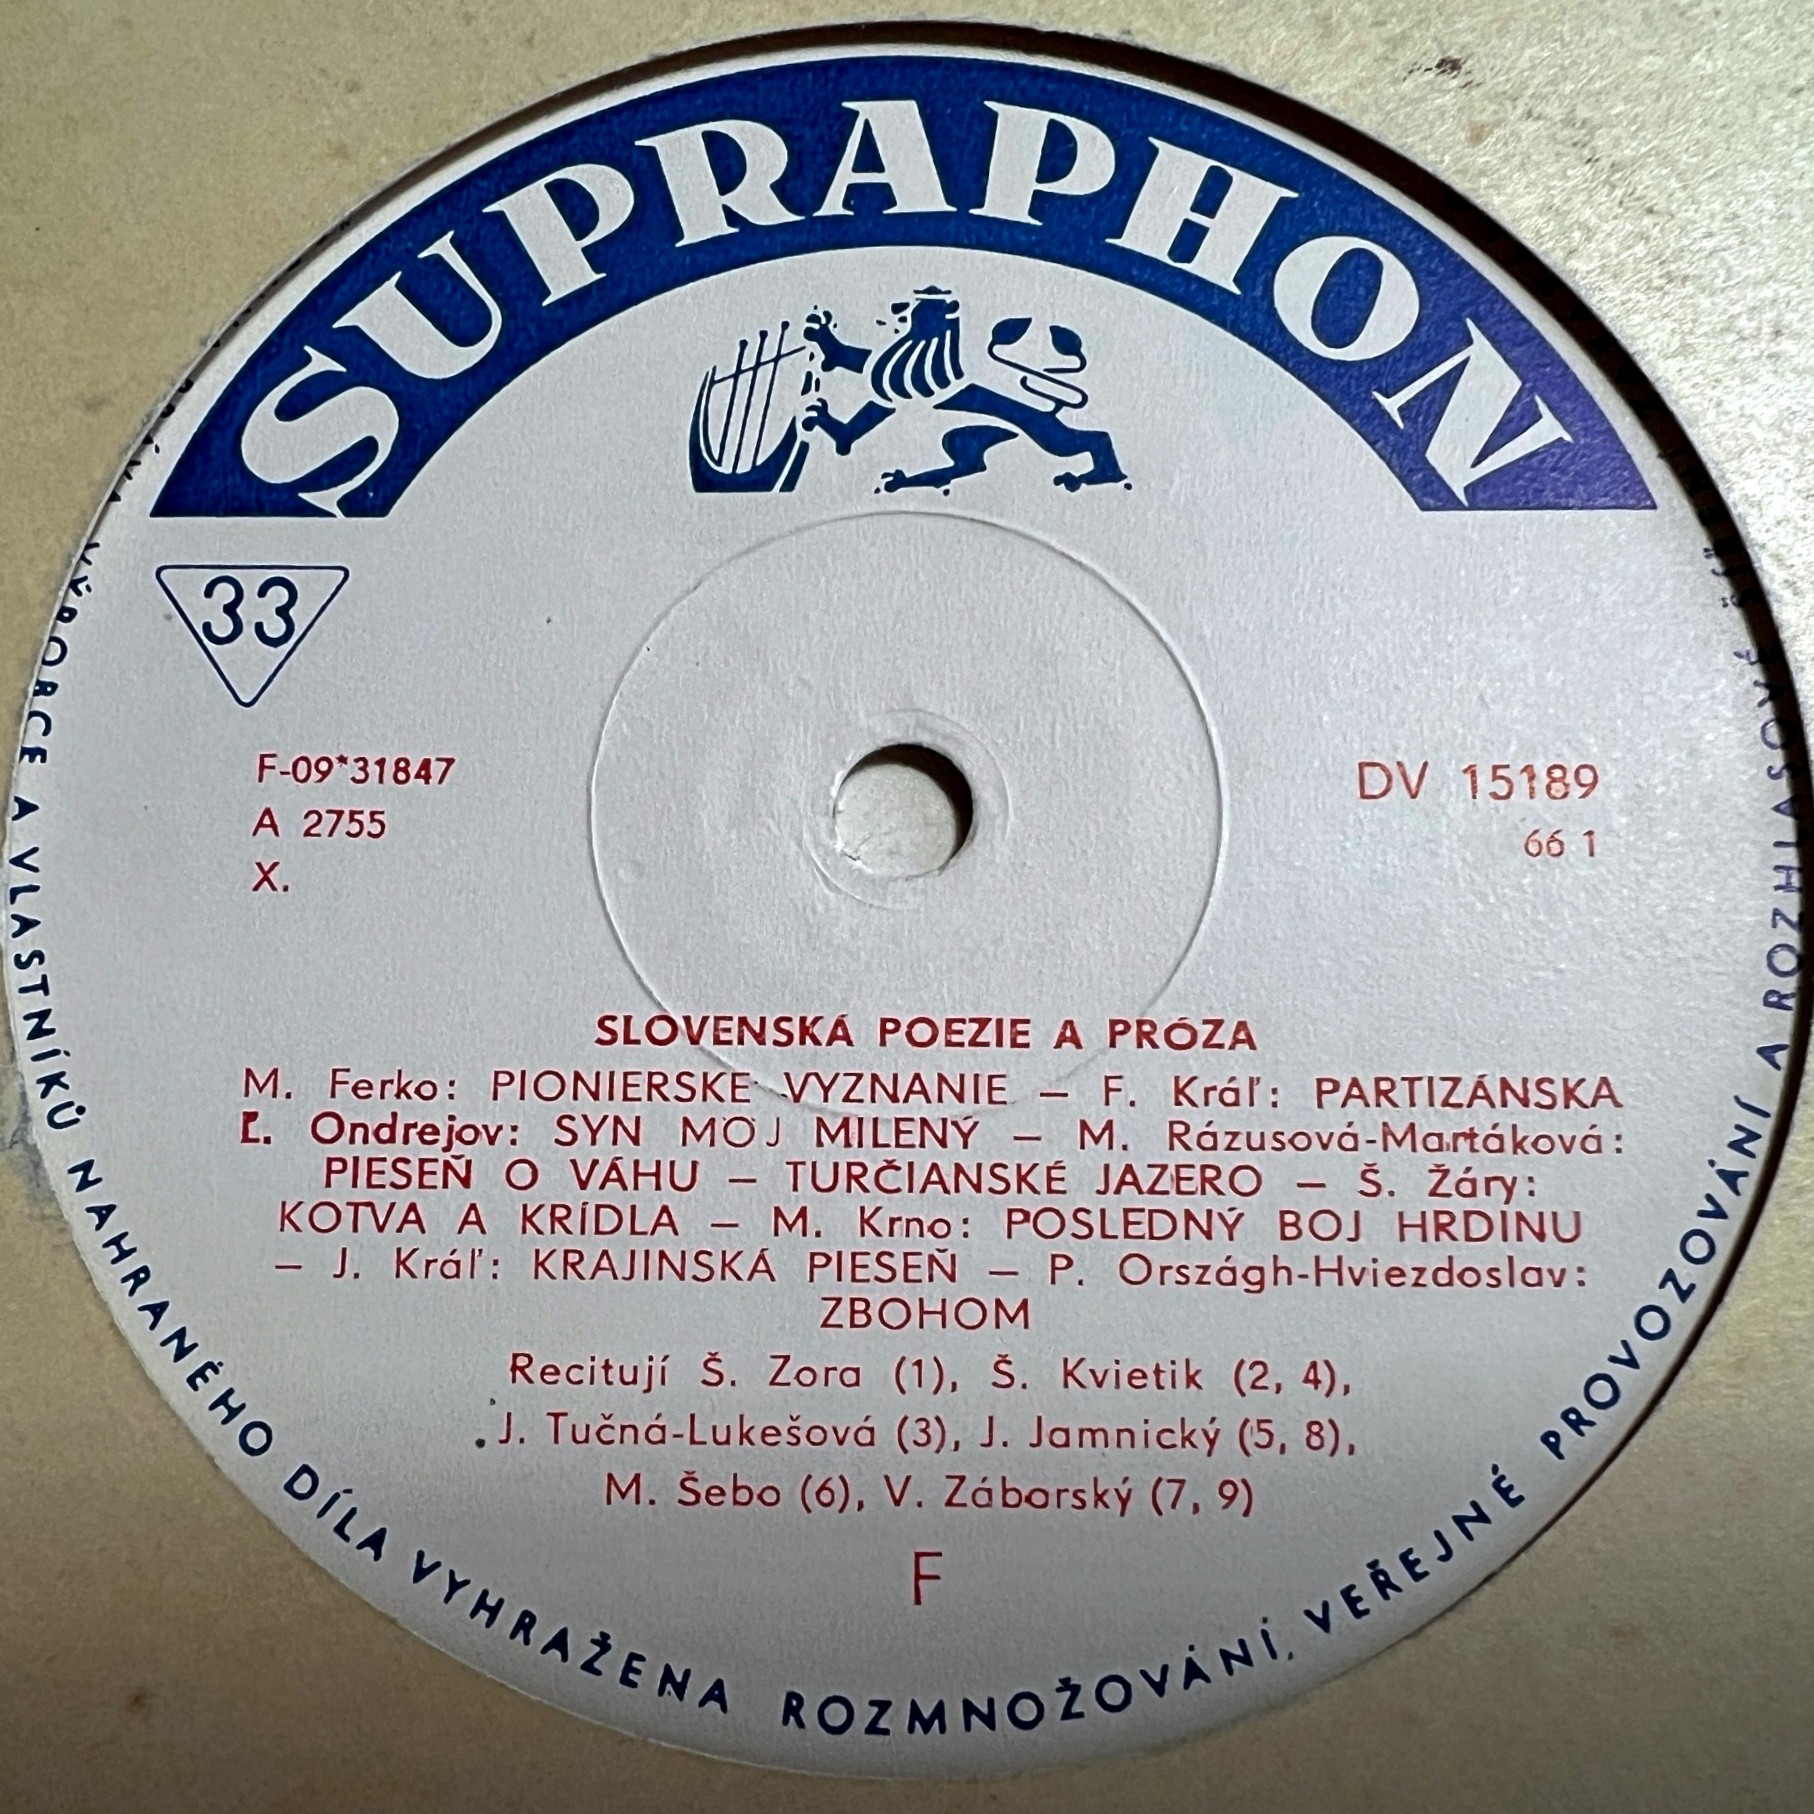 SUPRAPHON
33
F-09*31847
A 2755
X.
DV 15189
66 1
SLOVENSKÁ POEZIE A PRÓZA
M. Ferko: PIONIERSKE VYZNANIE – F. Kráľ: PARTIZÁNSKA
Ľ. Ondrejov: SYN MÔJ MILENÝ – M. Rázusová-Martáková:
PIESEŇ O VÁHU – TURČIANSKÉ JAZERO – Š. Žáry:
KOTVA A KRÍDLA – M. Krno: POSLEDNÝ BOJ HRDINU
– J. Kráľ: KRAJINSKÁ PIESEŇ – P. Országh-Hviezdoslav:
ZBOHOM
Recitují Š. Zora (1), Š. Kvietik (2, 4),
J. Tučná-Lukešová (3), J. Jamnický (5, 8),
M. Šebo (6), V. Záborský (7, 9)
F
VÝROBCE A VLASTNÍKŮ NAHRANÉHO DÍLA VYHRAŽENA ROZMNOŽOVÁNÍ, VEŘEJNÉ PROVOZOVÁNÍ A ROZHLASOVÉ